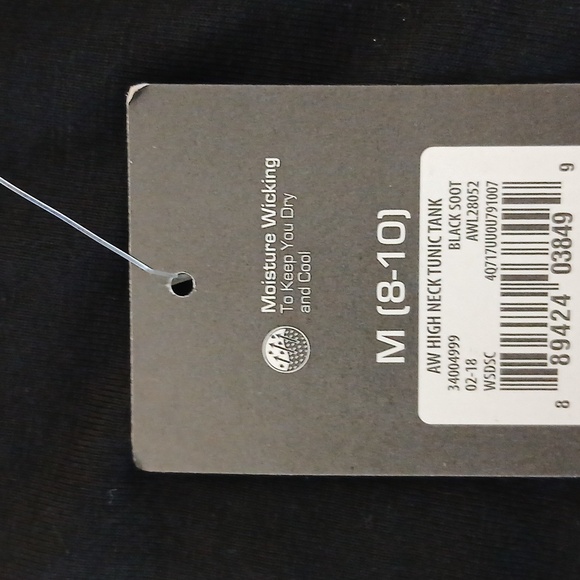 Moisture Wicking
To Keep You Dry
and Cool
M (8-10)
AW HIGH NECK TUNIC TANK
34004999 BLACK SOOT
02-18 AWL28052
WSDSC 4Q717UU0U791007
8 89424 03849 9